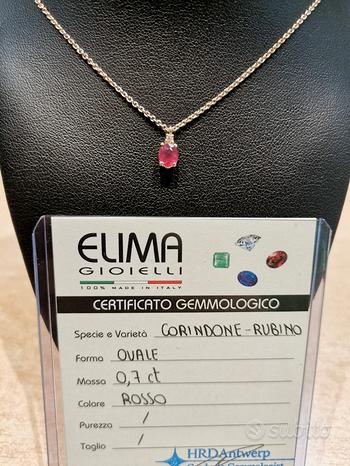 ELIMA
GIOIELLI
100% MADE IN ITALY
CERTIFICATO GEMMOLOGICO
Specie e Varietà CORINDONE-RUBINO
Forma OVALE
Massa 0,7 ct
Colore ROSSO
Purezza /
Taglio /
HRDAntwerp
Gemmologist
subito